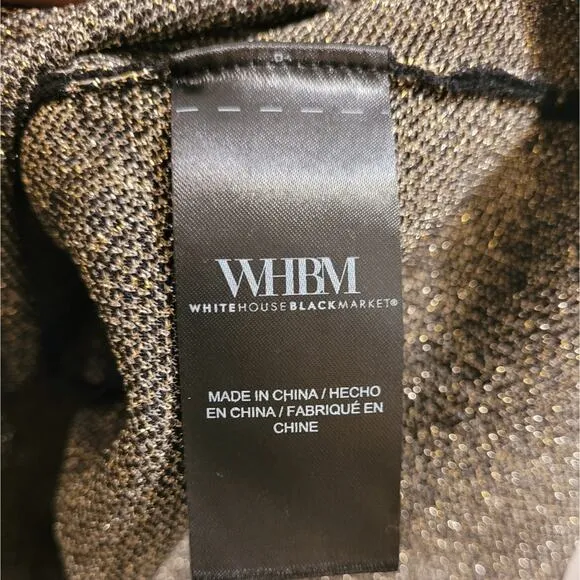 WHBM
WHITEHOUSEBLACKMARKET®
MADE IN CHINA / HECHO
EN CHINA / FABRIQUÉ EN
CHINE